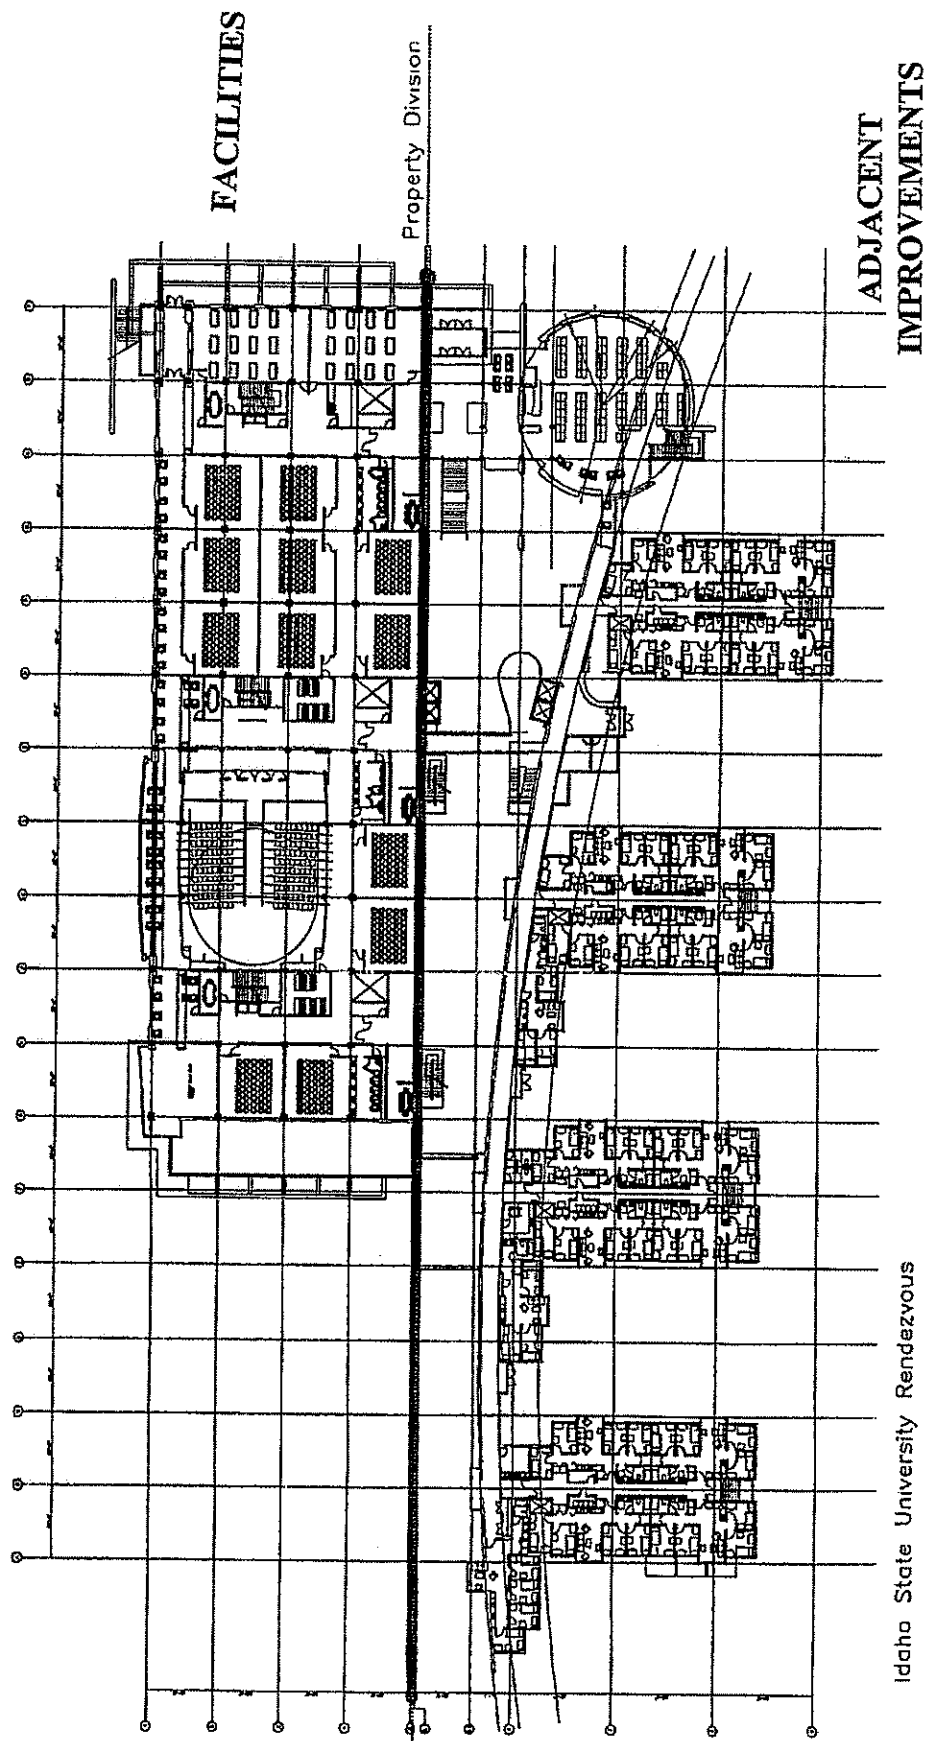 FACILITIES
Property Division
ADJACENT
IMPROVEMENTS
Idaho State University Rendezvous